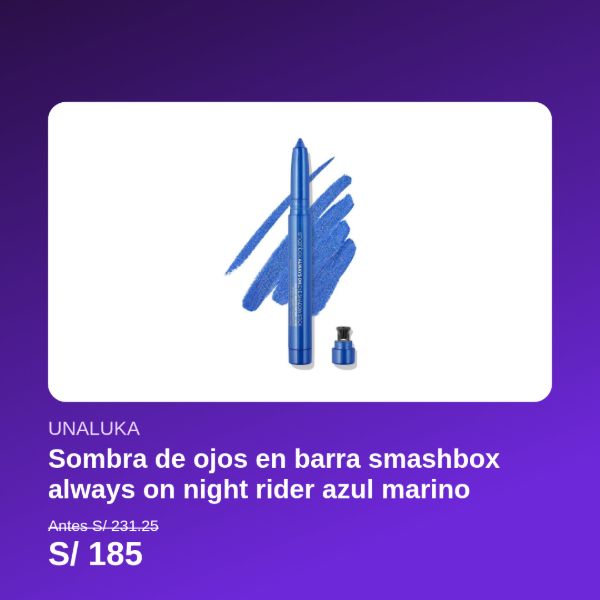 UNALUKA
Sombra de ojos en barra smashbox
always on night rider azul marino
Antes S/ 231.25
S/ 185